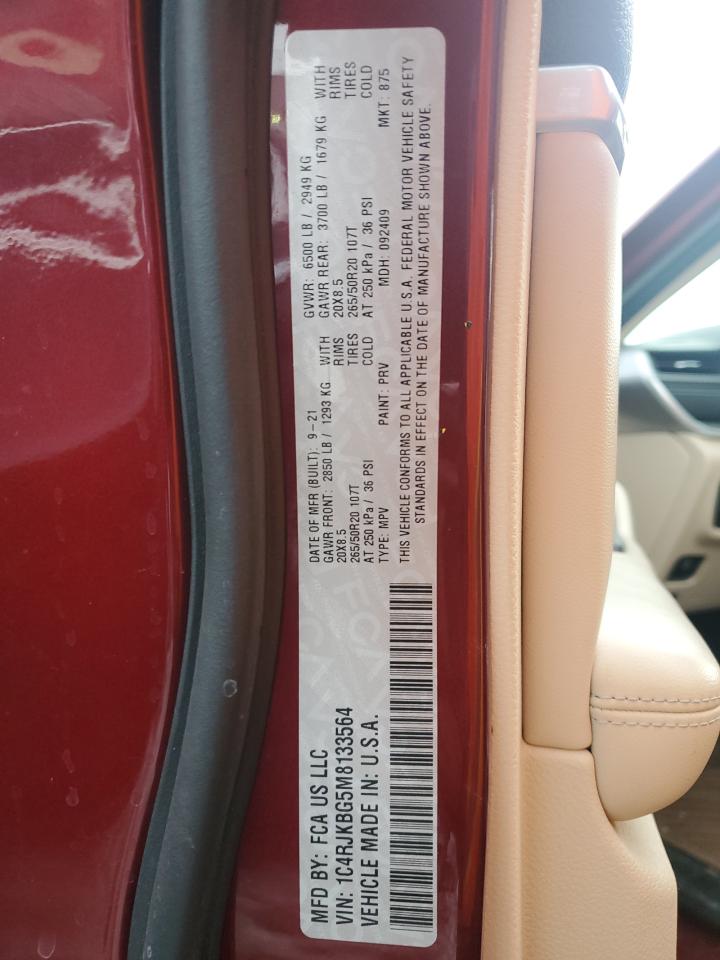 MFD BY: FCA US LLC
VIN: 1C4RJKBG5M8133564
VEHICLE MADE IN: U.S.A.
DATE OF MFR (BUILT): 9-21
GAWR FRONT: 2850 LB / 1293 KG WITH
20X8.5 RIMS
265/50R20 107T TIRES
AT 250 kPa / 36 PSI COLD
TYPE: MPV PAINT: PRV
GVWR: 6500 LB / 2949 KG
GAWR REAR: 3700 LB / 1679 KG WITH
20X8.5 RIMS
265/50R20 107T TIRES
AT 250 kPa / 36 PSI COLD
MDH: 092409 MKT: 875
THIS VEHICLE CONFORMS TO ALL APPLICABLE U.S.A. FEDERAL MOTOR VEHICLE SAFETY
STANDARDS IN EFFECT ON THE DATE OF MANUFACTURE SHOWN ABOVE.